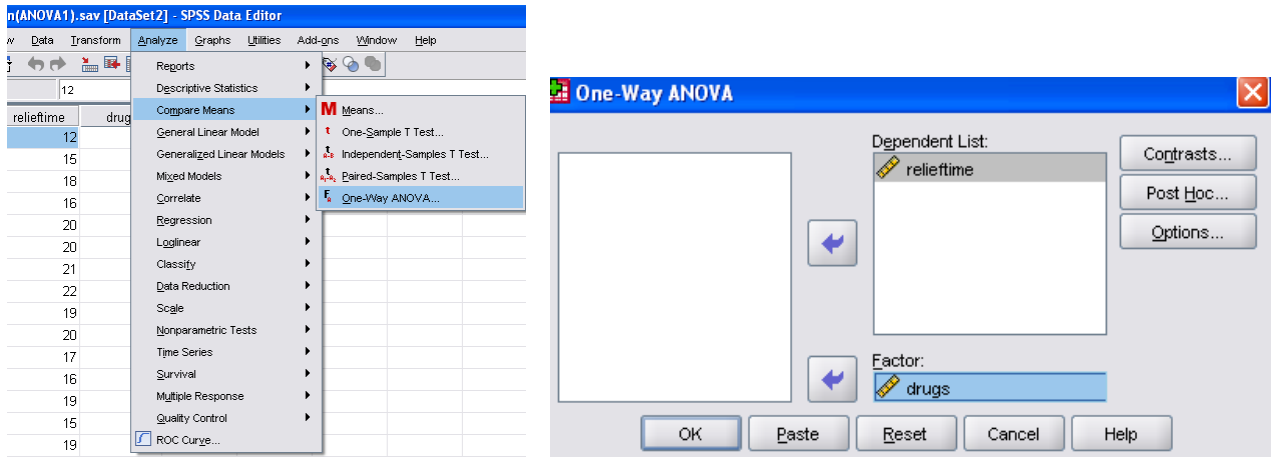 n(ANOVA1).sav [DataSet2] - SPSS Data Editor
Data Transform Analyze Graphs Utilities Add-ons Window Help
12
relieftime drug
12
15
18
16
20
20
21
22
19
20
17
16
19
15
19
Reports
Descriptive Statistics
Compare Means
General Linear Model
Generalized Linear Models
Mixed Models
Correlate
Regression
Loglinear
Classify
Data Reduction
Scale
Nonparametric Tests
Time Series
Survival
Multiple Response
Quality Control
ROC Curve...
M Means...
t One-Sample T Test...
Independent-Samples T Test...
Paired-Samples T Test...
One-Way ANOVA...
One-Way ANOVA
Dependent List:
relieftime
Contrasts...
Post Hoc...
Options...
Factor:
drugs
OK Paste Reset Cancel Help